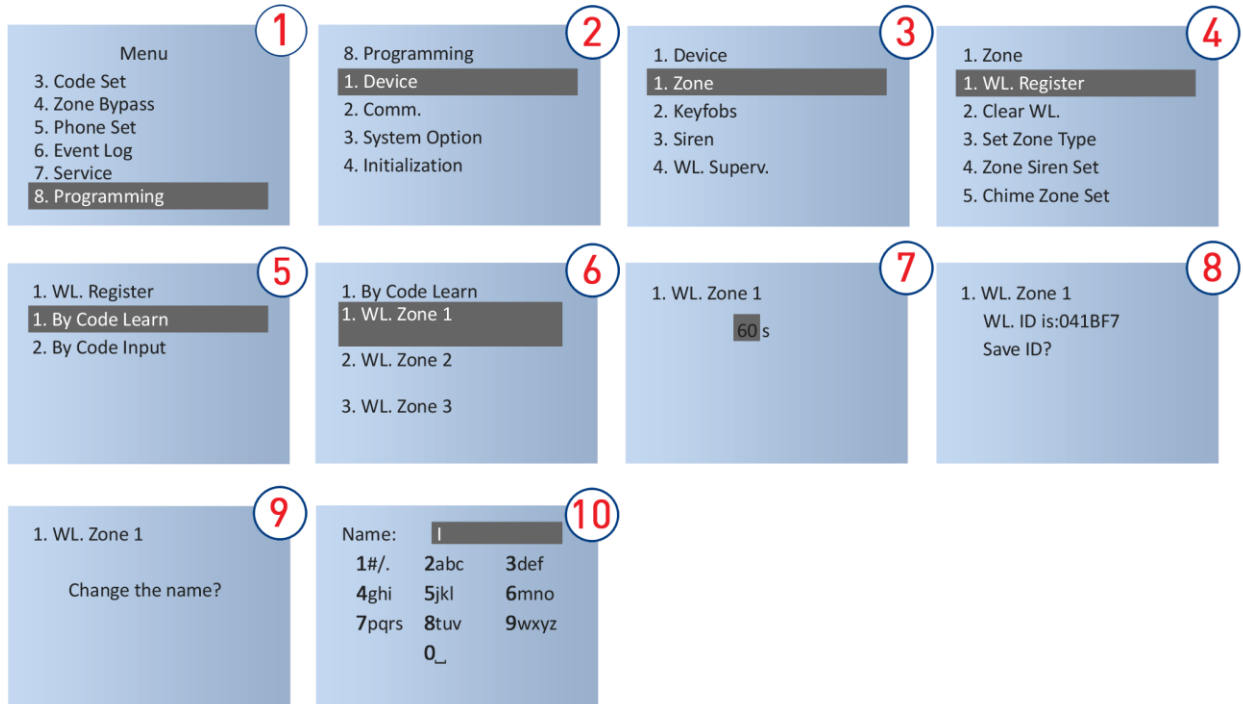 1
Menu
3. Code Set
4. Zone Bypass
5. Phone Set
6. Event Log
7. Service
8. Programming
2
8. Programming
1. Device
2. Comm.
3. System Option
4. Initialization
3
1. Device
1. Zone
2. Keyfobs
3. Siren
4. WL. Superv.
4
1. Zone
1. WL. Register
2. Clear WL.
3. Set Zone Type
4. Zone Siren Set
5. Chime Zone Set
5
1. WL. Register
1. By Code Learn
2. By Code Input
6
1. By Code Learn
1. WL. Zone 1
2. WL. Zone 2
3. WL. Zone 3
7
1. WL. Zone 1
60 s
8
1. WL. Zone 1
WL. ID is:041BF7
Save ID?
9
1. WL. Zone 1
Change the name?
10
Name: I
1#/. 2abc 3def
4ghi 5jkl 6mno
7pqrs 8tuv 9wxyz
0␣